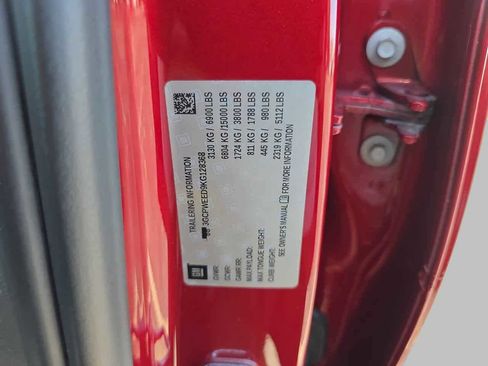 TRAILERING INFORMATION
3GCPWEED9KG128368
GVWR: 3130 KG / 6900 LBS
GCWR: 6804 KG / 15000 LBS
GAWR RR: 1724 KG / 3800 LBS
MAX PAYLOAD: 811 KG / 1788 LBS
MAX TONGUE WEIGHT: 445 KG / 980 LBS
CURB WEIGHT: 2319 KG / 5112 LBS
SEE OWNER'S MANUAL FOR MORE INFORMATION
GM